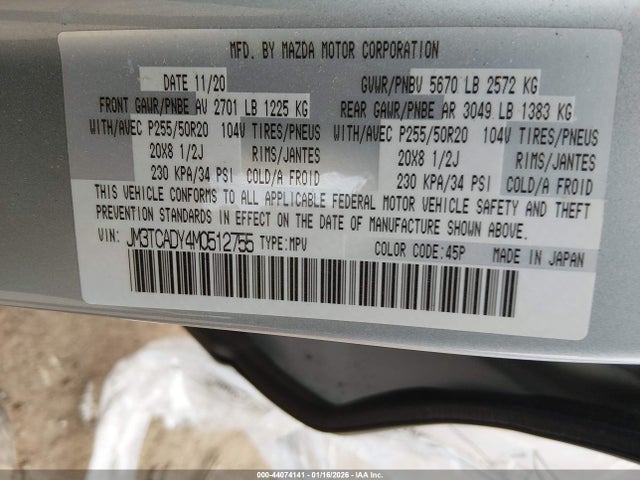 MFD. BY MAZDA MOTOR CORPORATION
DATE 11/20 GVWR/PNBV 5670 LB 2572 KG
FRONT GAWR/PNBE AV 2701 LB 1225 KG REAR GAWR/PNBE AR 3049 LB 1383 KG
WITH/AVEC P255/50R20 104V TIRES/PNEUS WITH/AVEC P255/50R20 104V TIRES/PNEUS
20X8 1/2J RIMS/JANTES 20X8 1/2J RIMS/JANTES
230 KPA/34 PSI COLD/A FROID 230 KPA/34 PSI COLD/A FROID
THIS VEHICLE CONFORMS TO ALL APPLICABLE FEDERAL MOTOR VEHICLE SAFETY AND THEFT
PREVENTION STANDARDS IN EFFECT ON THE DATE OF MANUFACTURE SHOWN ABOVE.
VIN: JM3TCADY4M0512755 TYPE:MPV COLOR CODE:45P MADE IN JAPAN
000-44074141 - 01/16/2026 - IAA Inc.